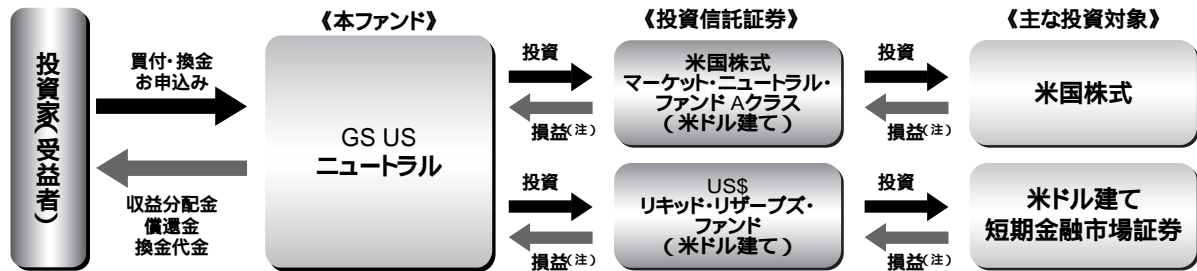 《本ファンド》
《投資信託証券》
《主な投資対象》
投資家(受益者)
買付・換金
お申込み
収益分配金
償還金
換金代金
GS US
ニュートラル
投資
損益(注)
米国株式
マーケット・ニュートラル・
ファンド Aクラス
(米ドル建て)
投資
損益(注)
米国株式
投資
損益(注)
US$
リキッド・リザーブズ・
ファンド
(米ドル建て)
投資
損益(注)
米ドル建て
短期金融市場証券